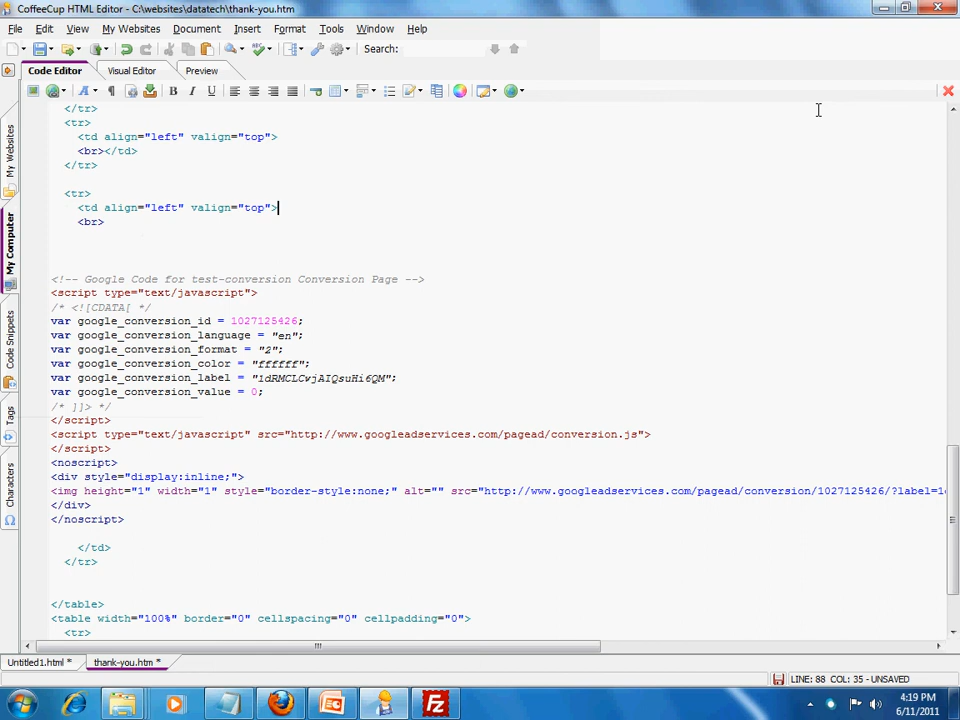 CoffeeCup HTML Editor - C:\websites\datatech\thank-you.htm
File Edit View My Websites Document Insert Format Tools Window Help
Search:
Code Editor Visual Editor Preview
My Websites
My Computer
Code Snippets
Tags
Characters
</tr>
<tr>
<td align="left" valign="top">
<br></td>
</tr>
<tr>
<td align="left" valign="top">
<br>
<!-- Google Code for test-conversion Conversion Page -->
<script type="text/javascript">
/* <![CDATA[ */
var google_conversion_id = 1027125426;
var google_conversion_language = "en";
var google_conversion_format = "2";
var google_conversion_color = "ffffff";
var google_conversion_label = "1dRMCLCvjAIQsuHi6QM";
var google_conversion_value = 0;
/* ]]> */
</script>
<script type="text/javascript" src="http://www.googleadservices.com/pagead/conversion.js">
</script>
<noscript>
<div style="display:inline;">
<img height="1" width="1" style="border-style:none;" alt="" src="http://www.googleadservices.com/pagead/conversion/1027125426/?label=1
</div>
</noscript>
</td>
</tr>
</table>
<table width="100%" border="0" cellspacing="0" cellpadding="0">
<tr>
Untitled1.html * thank-you.htm *
LINE: 88 COL: 35 - UNSAVED
4:19 PM
6/11/2011